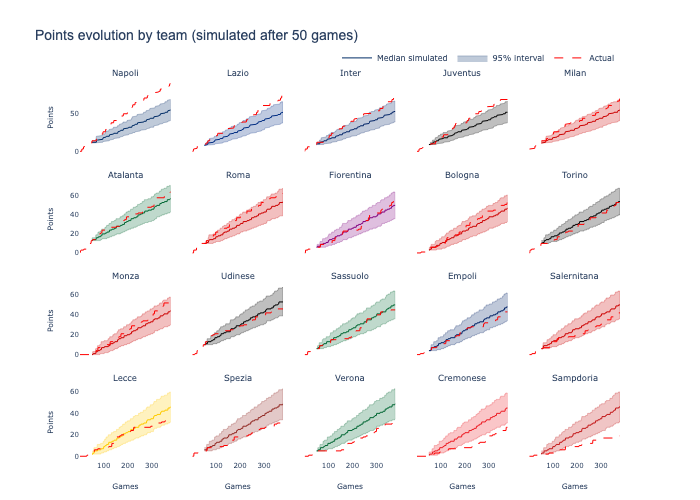 Points evolution by team (simulated after 50 games)
Median simulated 95% interval Actual
Napoli Lazio Inter Juventus Milan
Points
50
0
Atalanta Roma Fiorentina Bologna Torino
Points
60
40
20
0
Monza Udinese Sassuolo Empoli Salernitana
Points
60
40
20
0
Lecce Spezia Verona Cremonese Sampdoria
Points
60
40
20
0
100 200 300 100 200 300 100 200 300 100 200 300 100 200 300
Games Games Games Games Games